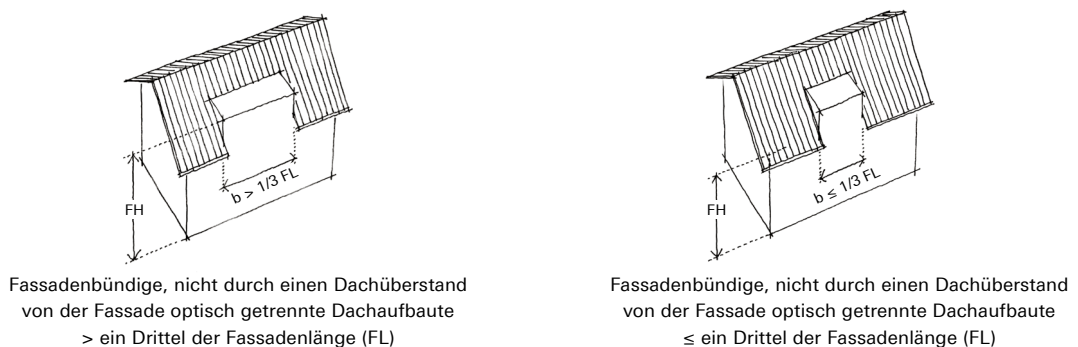 FH
b > 1/3 FL
Fassadenbündige, nicht durch einen Dachüberstand
von der Fassade optisch getrennte Dachaufbaute
> ein Drittel der Fassadenlänge (FL)
FH
b ≤ 1/3 FL
Fassadenbündige, nicht durch einen Dachüberstand
von der Fassade optisch getrennte Dachaufbaute
≤ ein Drittel der Fassadenlänge (FL)